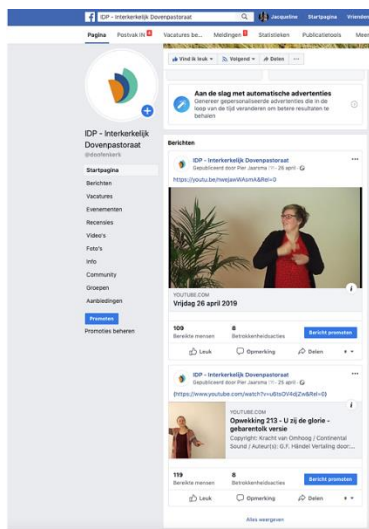 IDP - Interkerkelijk Dovenpastoraat
Jacqueline Startpagina Vrienden
Pagina Postvak IN Vacatures be... Meldingen Statistieken Publicatietools Meer
Vind ik leuk Volgend Delen ...
Aan de slag met automatische advertenties
Genereer gepersonaliseerde advertenties die in de
loop van de tijd veranderen om betere resultaten te
behalen
IDP - Interkerkelijk
Dovenpastoraat
@doofenkerk
Startpagina
Berichten
Vacatures
Evenementen
Recensies
Video's
Foto's
Info
Community
Groepen
Aanbiedingen
Promoten
Promoties beheren
Berichten
IDP - Interkerkelijk Dovenpastoraat
Gepubliceerd door Pier Jaarsma - 26 april
YOUTUBE.COM
Vrijdag 26 april 2019
109
Bereikte mensen
8
Betrokkenheidsacties
Bericht promoten
Leuk Opmerking Delen
IDP - Interkerkelijk Dovenpastoraat
Gepubliceerd door Pier Jaarsma - 25 april
YOUTUBE.COM
Opwekking 213 - U
zij de glorie -
gebarentolk versie
Copyright: Kracht van Omhoog / Continental
Sound / Auteur(s): G.F. Händel Vertaling door:...
119
Bereikte mensen
8
Betrokkenheidsacties
Bericht promoten
Leuk Opmerking Delen
Alles weergeven